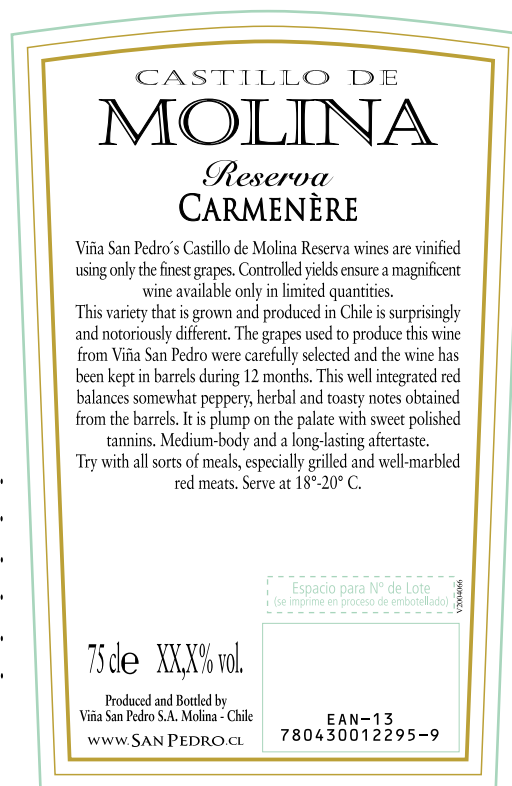 CASTILLO DE
MOLINA
Reserva
CARMENÈRE
Viña San Pedro´s Castillo de Molina Reserva wines are vinified
using only the finest grapes. Controlled yields ensure a magnificent
wine available only in limited quantities.
This variety that is grown and produced in Chile is surprisingly
and notoriously different. The grapes used to produce this wine
from Viña San Pedro were carefully selected and the wine has
been kept in barrels during 12 months. This well integrated red
balances somewhat peppery, herbal and toasty notes obtained
from the barrels. It is plump on the palate with sweet polished
tannins. Medium-body and a long-lasting aftertaste.
Try with all sorts of meals, especially grilled and well-marbled
red meats. Serve at 18°-20° C.
Espacio para Nº de Lote
(se imprime en proceso de embotellado)
V2004066
75 cl℮ XX,X% vol.
Produced and Bottled by
Viña San Pedro S.A. Molina - Chile
WWW.SAN PEDRO.CL
EAN-13
780430012295-9